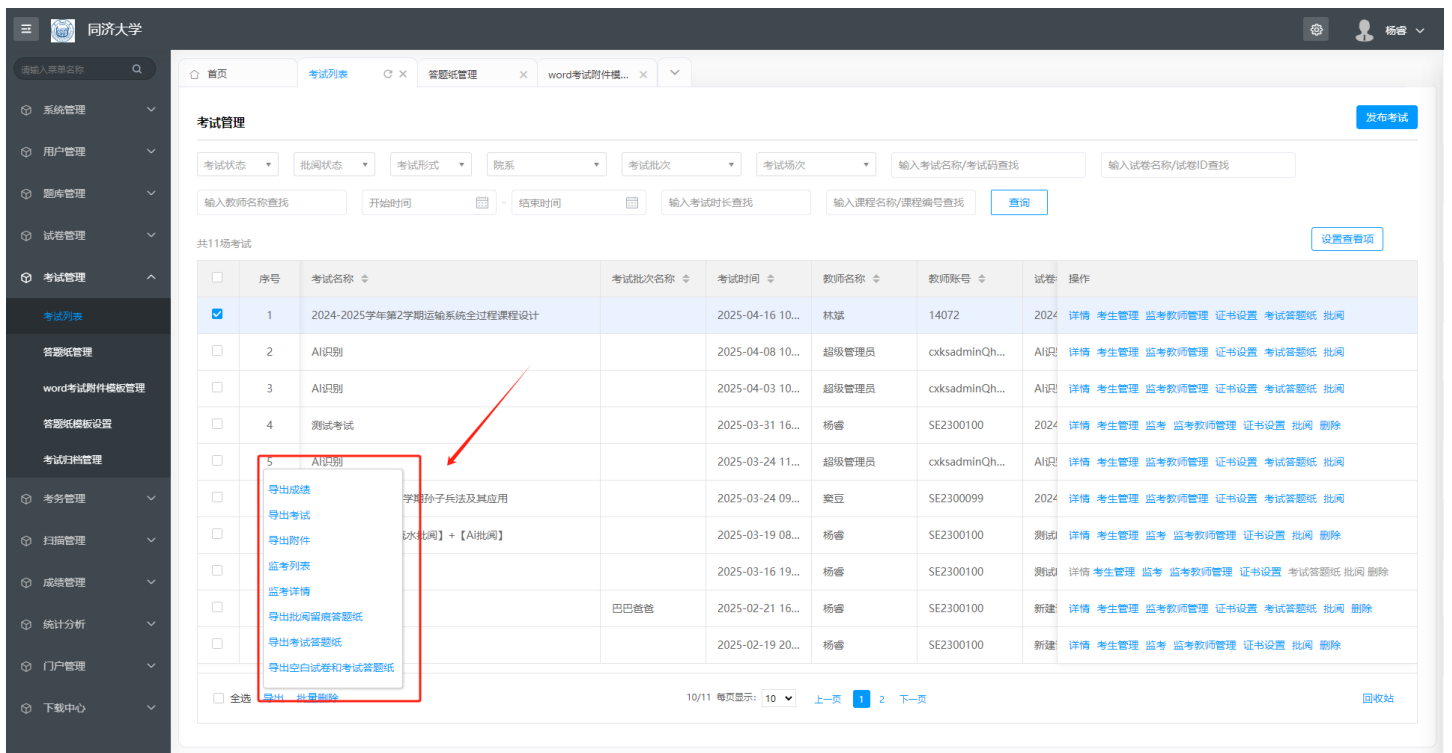 同济大学
杨睿
请输入菜单名称
首页
考试列表
答题纸管理
word考试附件模...
系统管理
用户管理
题库管理
试卷管理
考试管理
考试列表
答题纸管理
word考试附件模板管理
答题纸模板设置
考试归档管理
考务管理
扫描管理
成绩管理
统计分析
门户管理
下载中心
考试管理
发布考试
考试状态 批阅状态 考试形式 院系 考试批次 考试场次 输入考试名称/考试码查找 输入试卷名称/试卷ID查找
输入教师名称查找 开始时间 - 结束时间 输入考试时长查找 输入课程名称/课程编号查找 查询
共11场考试
设置查看项
序号 考试名称 考试批次名称 考试时间 教师名称 教师账号 试卷 操作
1 2024-2025学年第2学期运输系统全过程课程设计 2025-04-16 10... 林斌 14072 2024 详情 考生管理 监考教师管理 证书设置 考试答题纸 批阅
2 AI识别 2025-04-08 10... 超级管理员 cxksadminQh... AI识 详情 考生管理 监考教师管理 证书设置 考试答题纸 批阅
3 AI识别 2025-04-03 10... 超级管理员 cxksadminQh... AI识 详情 考生管理 监考教师管理 证书设置 考试答题纸 批阅
4 测试考试 2025-03-31 16... 杨睿 SE2300100 2024 详情 考生管理 监考 监考教师管理 证书设置 批阅 删除
5 AI识别 2025-03-24 11... 超级管理员 cxksadminQh... AI识 详情 考生管理 监考教师管理 证书设置 考试答题纸 批阅
学期孙子兵法及其应用 2025-03-24 09... 窦豆 SE2300099 2024 详情 考生管理 监考教师管理 证书设置 考试答题纸 批阅
水批阅】+【AI批阅】 2025-03-19 08... 杨睿 SE2300100 测试 详情 考生管理 监考 监考教师管理 证书设置 批阅 删除
2025-03-16 19... 杨睿 SE2300100 测试 详情 考生管理 监考 监考教师管理 证书设置 考试答题纸 批阅 删除
巴巴爸爸 2025-02-21 16... 杨睿 SE2300100 新建 详情 考生管理 监考教师管理 证书设置 考试答题纸 批阅 删除
2025-02-19 20... 杨睿 SE2300100 新建 详情 考生管理 监考 监考教师管理 证书设置 批阅 删除
导出成绩
导出考试
导出附件
监考列表
监考详情
导出批阅留痕答题纸
导出考试答题纸
导出空白试卷和考试答题纸
全选 导出 批量删除 10/11 每页显示: 10 上一页 1 2 下一页 回收站